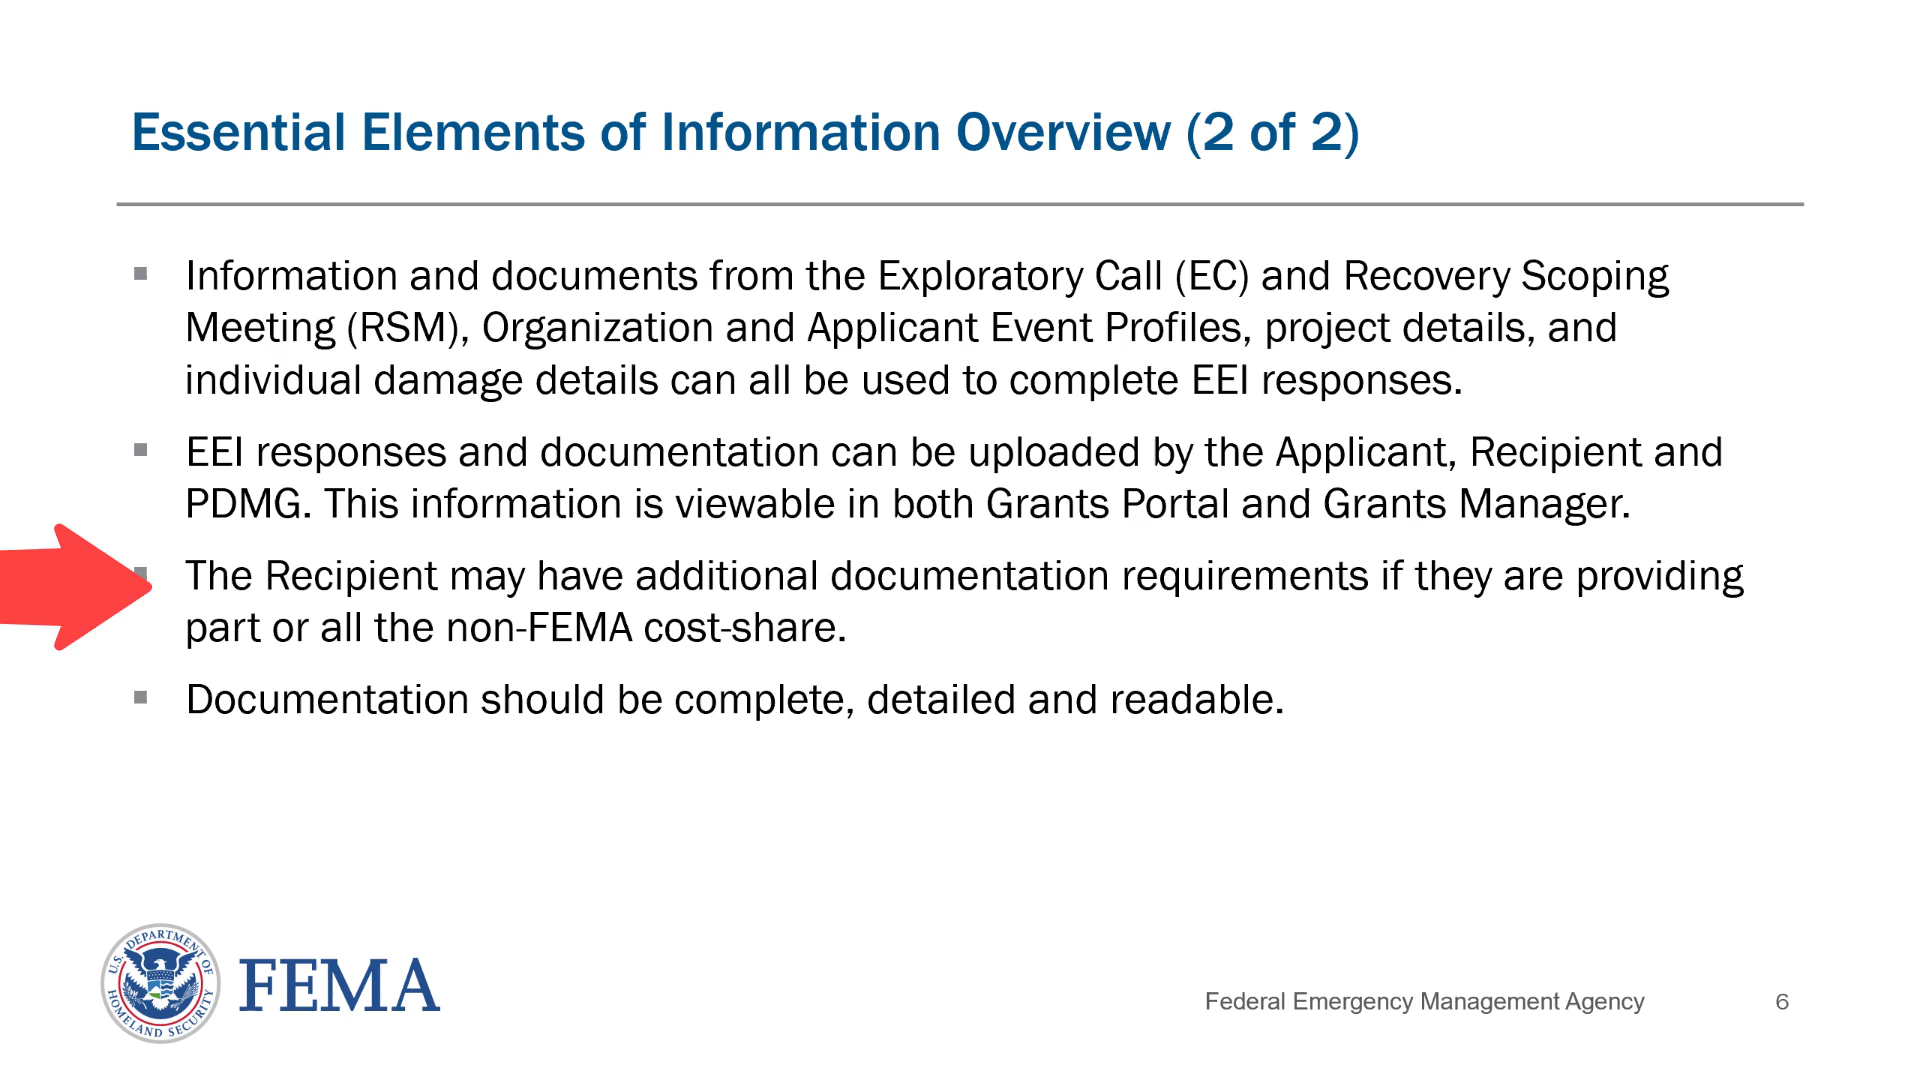 Essential Elements of Information Overview (2 of 2)
Information and documents from the Exploratory Call (EC) and Recovery Scoping
Meeting (RSM), Organization and Applicant Event Profiles, project details, and
individual damage details can all be used to complete EEI responses.
EEI responses and documentation can be uploaded by the Applicant, Recipient and
PDMG. This information is viewable in both Grants Portal and Grants Manager.
The Recipient may have additional documentation requirements if they are providing
part or all the non-FEMA cost-share.
Documentation should be complete, detailed and readable.
U.S. DEPARTMENT OF
HOMELAND SECURITY
FEMA
Federal Emergency Management Agency
6